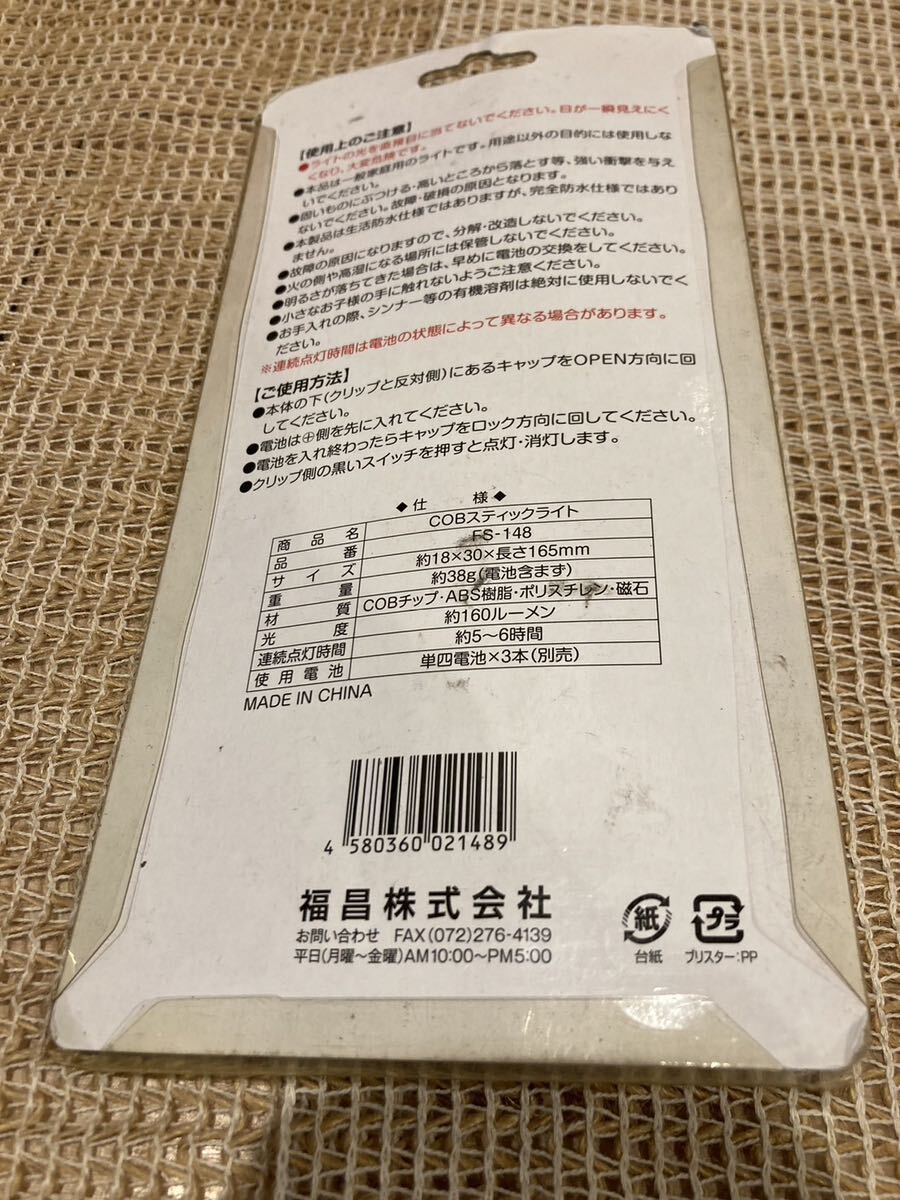 【使用上のご注意】
●ライトの光を直接目に当てないでください。目が一瞬見えにく
くなり、大変危険です。
●本品は一般家庭用のライトです。用途以外の目的には使用しな
いでください。
●固いものにぶつける・高いところから落とす等、強い衝撃を与え
ないでください。故障・破損の原因となります。
●本製品は生活防水仕様ではありますが、完全防水仕様ではあり
ません。
●故障の原因になりますので、分解・改造しないでください。
●火の側や高湿になる場所には保管しないでください。
●明るさが落ちてきた場合は、早めに電池の交換をしてください。
●小さなお子様の手に触れないようご注意ください。
●お手入れの際、シンナー等の有機溶剤は絶対に使用しないでく
ださい。
※連続点灯時間は電池の状態によって異なる場合があります。
【ご使用方法】
●本体の下(クリップと反対側)にあるキャップをOPEN方向に回
してください。
●電池は⊕側を先に入れてください。
●電池を入れ終わったらキャップをロック方向に回してください。
●クリップ側の黒いスイッチを押すと点灯・消灯します。
◆仕 様◆
商品名 COBスティックライト
品番 FS-148
サイズ 約18×30×長さ165mm
重量 約38g(電池含まず)
材質 COBチップ・ABS樹脂・ポリスチレン・磁石
光度 約160ルーメン
連続点灯時間 約5〜6時間
使用電池 単四電池×3本(別売)
MADE IN CHINA
4 580360 021489
福昌株式会社
お問い合わせ FAX(072)276-4139
平日(月曜〜金曜)AM10:00〜PM5:00
紙
台紙
プラ
ブリスター:PP